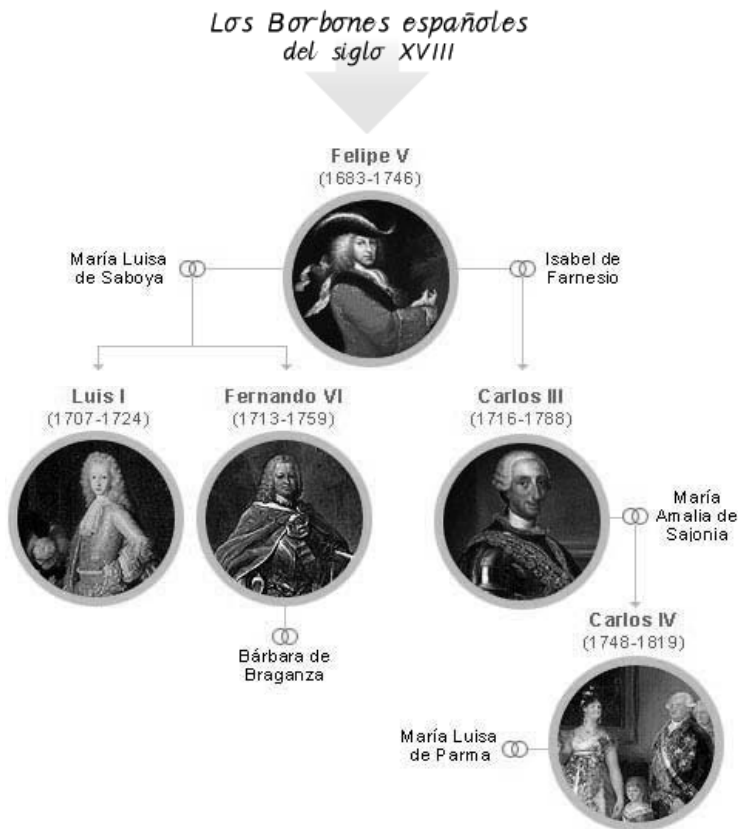 Los Borbones españoles
del siglo XVIII
Felipe V
(1683-1746)
María Luisa
de Saboya
Isabel de
Farnesio
Luis I
(1707-1724)
Fernando VI
(1713-1759)
Carlos III
(1716-1788)
María
Amalia de
Sajonia
Bárbara de
Braganza
Carlos IV
(1748-1819)
María Luisa
de Parma